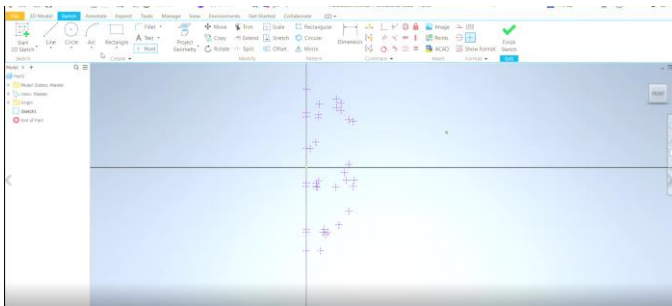 3D Model Sketch Annotate Inspect Tools Manage View Environments Get Started Collaborate
Start
2D Sketch
Line
Circle
Arc
Rectangle
Fillet
Text
Point
Project
Geometry
Move Trim Scale
Copy Extend Stretch
Rotate Split Offset
Rectangular
Circular
Mirror
Dimension
Image
Points
ACAD
Show Format
Finish
Sketch
Sketch Create Modify Pattern Constrain Insert Format Exit
Model
Model States: Master
View: Master
Origin
Sketch1
End of Part
FRONT